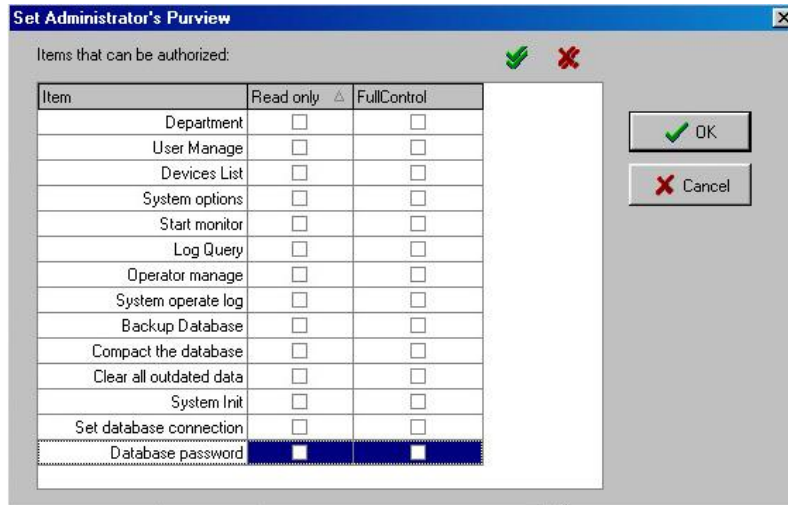 Set Administrator's Purview
Items that can be authorized:
Item Read only FullControl
Department
User Manage
Devices List
System options
Start monitor
Log Query
Operator manage
System operate log
Backup Database
Compact the database
Clear all outdated data
System Init
Set database connection
Database password
OK
Cancel